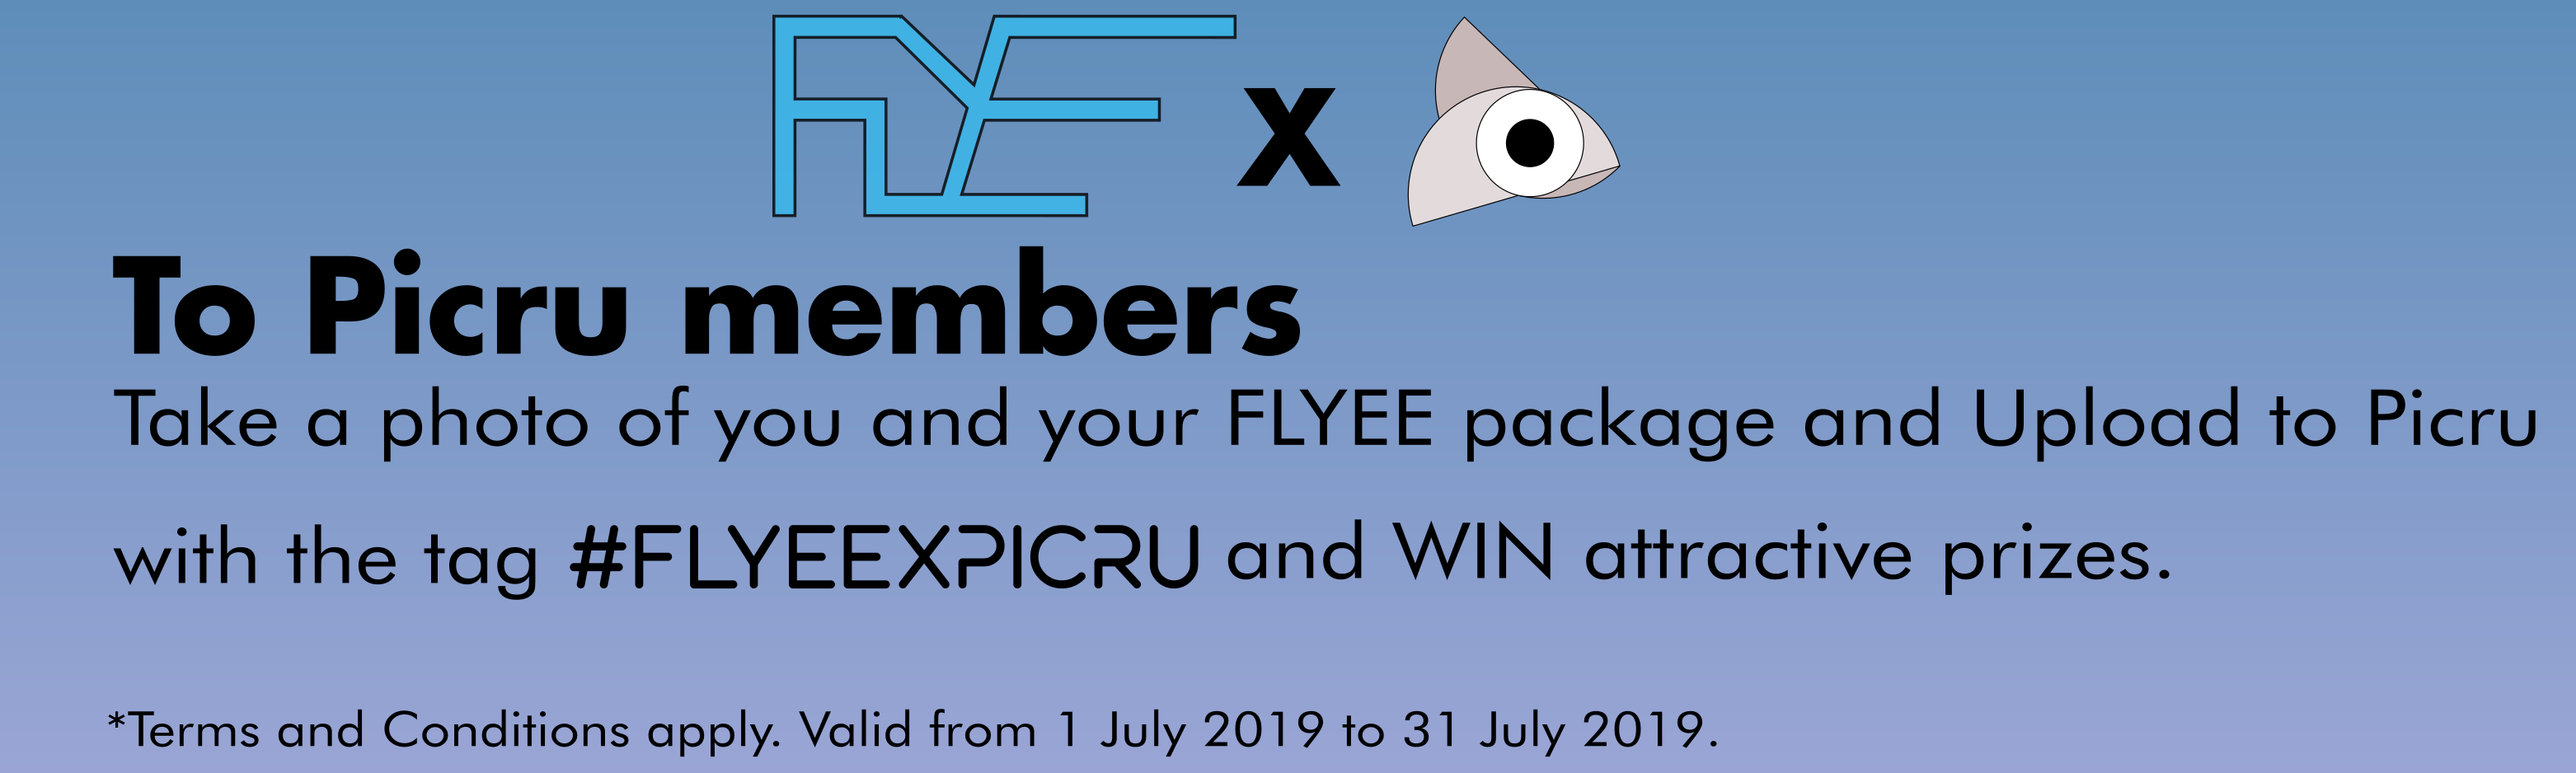 FLYE X
To Picru members
Take a photo of you and your FLYEE package and Upload to Picru
with the tag #FLYEEXPICRU and WIN attractive prizes.
*Terms and Conditions apply. Valid from 1 July 2019 to 31 July 2019.